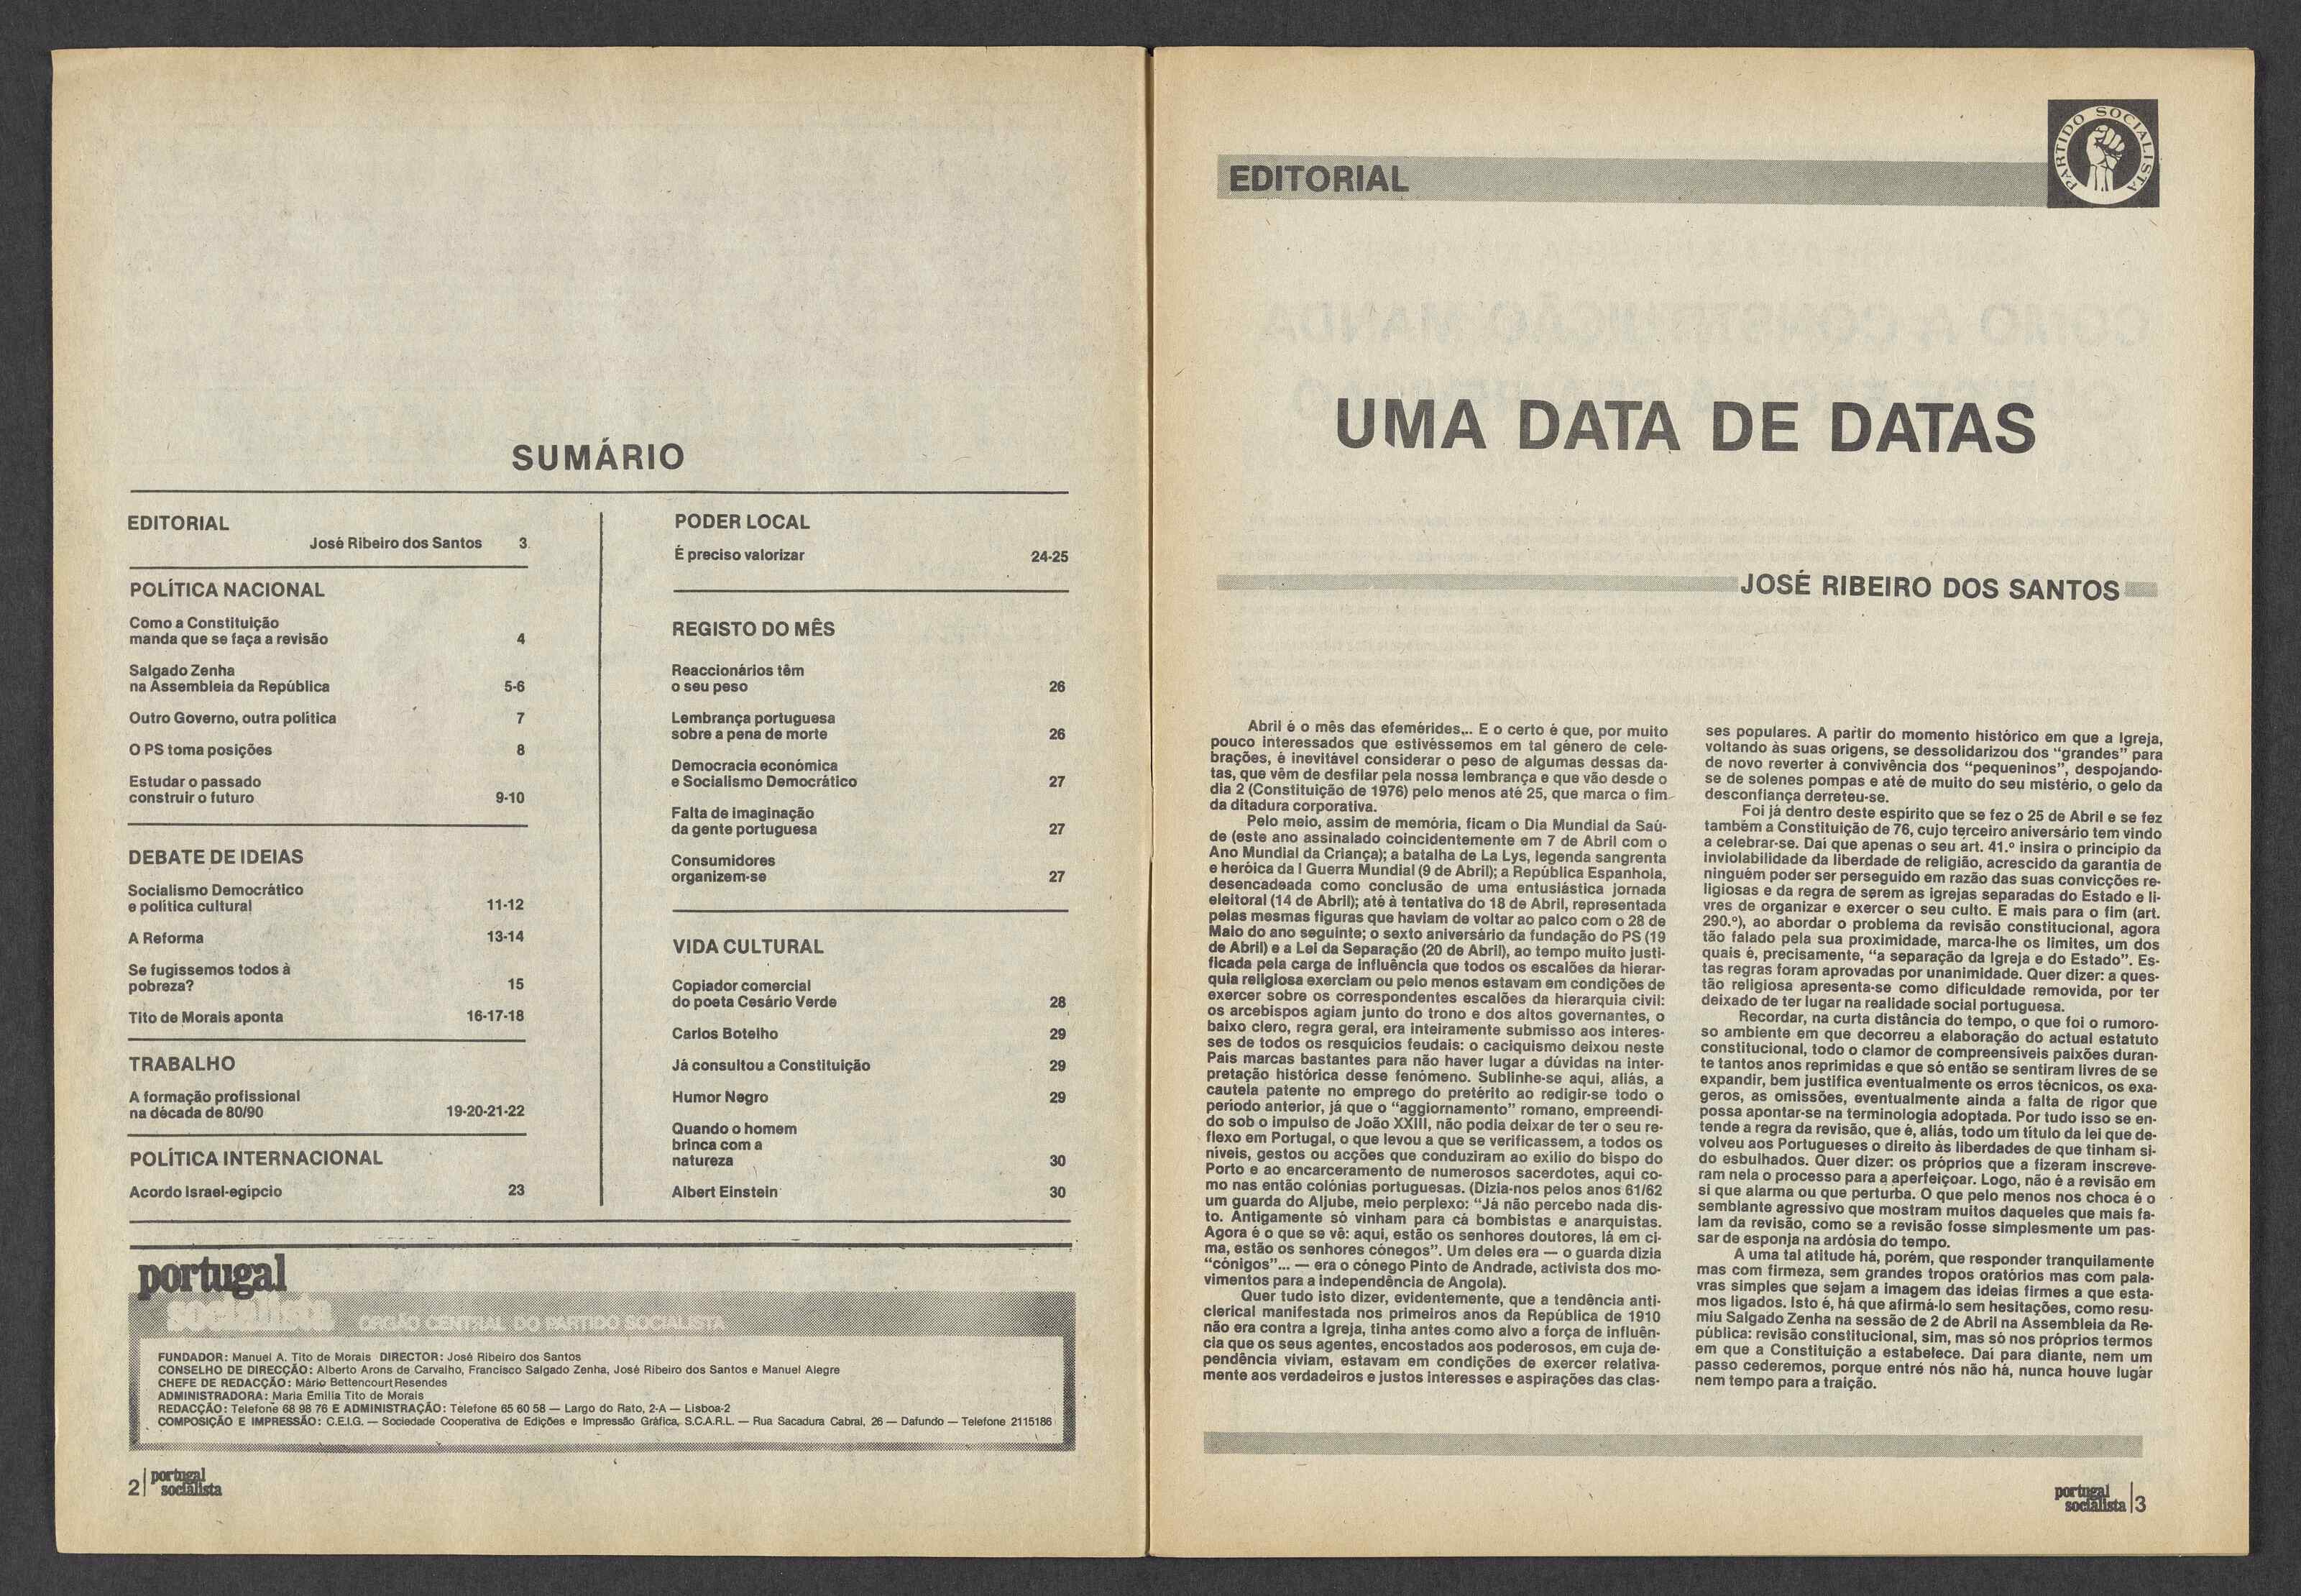 SUMÁRIO
EDITORIAL
José Ribeiro dos Santos 3
POLÍTICA NACIONAL
Como a Constituição
manda que se faça a revisão 4
Salgado Zenha
na Assembleia da República 5-6
Outro Governo, outra política 7
O PS toma posições 8
Estudar o passado
construir o futuro 9-10
DEBATE DE IDEIAS
Socialismo Democrático
e política cultural 11-12
A Reforma 13-14
Se fugíssemos todos à
pobreza? 15
Tito de Morais aponta 16-17-18
TRABALHO
A formação profissional
na década de 80/90 19-20-21-22
POLÍTICA INTERNACIONAL
Acordo Israel-egípcio 23
PODER LOCAL
É preciso valorizar 24-25
REGISTO DO MÊS
Reaccionários têm
o seu peso 26
Lembrança portuguesa
sobre a pena de morte 26
Democracia económica
e Socialismo Democrático 27
Falta de imaginação
da gente portuguesa 27
Consumidores
organizem-se 27
VIDA CULTURAL
Copiador comercial
do poeta Cesário Verde 28
Carlos Botelho 29
Já consultou a Constituição 29
Humor Negro 29
Quando o homem
brinca com a
natureza 30
Albert Einstein 30
portugal
socialista ORGÃO CENTRAL DO PARTIDO SOCIALISTA
FUNDADOR: Manuel A. Tito de Morais DIRECTOR: José Ribeiro dos Santos
CONSELHO DE DIRECÇÃO: Alberto Arons de Carvalho, Francisco Salgado Zenha, José Ribeiro dos Santos e Manuel Alegre
CHEFE DE REDACÇÃO: Mário Bettencourt Resendes
ADMINISTRADORA: Maria Emília Tito de Morais
REDACÇÃO: Telefone 68 98 76 E ADMINISTRAÇÃO: Telefone 65 60 58 — Largo do Rato, 2-A — Lisboa-2
COMPOSIÇÃO E IMPRESSÃO: C.E.I.G. — Sociedade Cooperativa de Edições e Impressão Gráfica, S.C.A.R.L. — Rua Sacadura Cabral, 26 — Dafundo — Telefone 2115186
2 portugal
socialista
EDITORIAL
PARTIDO SOCIALISTA
UMA DATA DE DATAS
JOSÉ RIBEIRO DOS SANTOS
Abril é o mês das efemérides... E o certo é que, por muito
pouco interessados que estivéssemos em tal género de cele-
brações, é inevitável considerar o peso de algumas dessas da-
tas, que vêm de desfilar pela nossa lembrança e que vão desde o
dia 2 (Constituição de 1976) pelo menos até 25, que marca o fim
da ditadura corporativa.
Pelo meio, assim de memória, ficam o Dia Mundial da Saú-
de (este ano assinalado coincidentemente em 7 de Abril com o
Ano Mundial da Criança); a batalha de La Lys, legenda sangrenta
e heróica da I Guerra Mundial (9 de Abril); a República Espanhola,
desencadeada como conclusão de uma entusiástica jornada
eleitoral (14 de Abril); até à tentativa do 18 de Abril, representada
pelas mesmas figuras que haviam de voltar ao palco com o 28 de
Maio do ano seguinte; o sexto aniversário da fundação do PS (19
de Abril) e a Lei da Separação (20 de Abril), ao tempo muito justi-
ficada pela carga de influência que todos os escalões da hierar-
quia religiosa exerciam ou pelo menos estavam em condições de
exercer sobre os correspondentes escalões da hierarquia civil:
os arcebispos agiam junto do trono e dos altos governantes, o
baixo clero, regra geral, era inteiramente submisso aos interes-
ses de todos os resquícios feudais: o caciquismo deixou neste
País marcas bastantes para não haver lugar a dúvidas na inter-
pretação histórica desse fenómeno. Sublinhe-se aqui, aliás, a
cautela patente no emprego do pretérito ao redigir-se todo o
período anterior, já que o "aggiornamento" romano, empreendi-
do sob o impulso de João XXIII, não podia deixar de ter o seu re-
flexo em Portugal, o que levou a que se verificassem, a todos os
níveis, gestos ou acções que conduziram ao exílio do bispo do
Porto e ao encarceramento de numerosos sacerdotes, aqui co-
mo nas então colónias portuguesas. (Dizia-nos pelos anos 61/62
um guarda do Aljube, meio perplexo: "Já não percebo nada dis-
to. Antigamente só vinham para cá bombistas e anarquistas.
Agora é o que se vê: aqui, estão os senhores doutores, lá em ci-
ma, estão os senhores cónegos". Um deles era — o guarda dizia
"cónigos"... — era o cónego Pinto de Andrade, activista dos mo-
vimentos para a independência de Angola).
Quer tudo isto dizer, evidentemente, que a tendência anti-
clerical manifestada nos primeiros anos da República de 1910
não era contra a Igreja, tinha antes como alvo a força de influên-
cia que os seus agentes, encostados aos poderosos, em cuja de-
pendência viviam, estavam em condições de exercer relativa-
mente aos verdadeiros e justos interesses e aspirações das clas-
ses populares. A partir do momento histórico em que a Igreja,
voltando às suas origens, se dessolidarizou dos "grandes" para
de novo reverter à convivência dos "pequeninos", despojando-
se de solenes pompas e até de muito do seu mistério, o gelo da
desconfiança derreteu-se.
Foi já dentro deste espírito que se fez o 25 de Abril e se fez
também a Constituição de 76, cujo terceiro aniversário tem vindo
a celebrar-se. Daí que apenas o seu art. 41.º insira o princípio da
inviolabilidade da liberdade de religião, acrescido da garantia de
ninguém poder ser perseguido em razão das suas convicções re-
ligiosas e da regra de serem as igrejas separadas do Estado e li-
vres de organizar e exercer o seu culto. E mais para o fim (art.
290.º), ao abordar o problema da revisão constitucional, agora
tão falado pela sua proximidade, marca-lhe os limites, um dos
quais é, precisamente, "a separação da Igreja e do Estado". Es-
tas regras foram aprovadas por unanimidade. Quer dizer: a ques-
tão religiosa apresenta-se como dificuldade removida, por ter
deixado de ter lugar na realidade social portuguesa.
Recordar, na curta distância do tempo, o que foi o rumoro-
so ambiente em que decorreu a elaboração do actual estatuto
constitucional, todo o clamor de compreensíveis paixões duran-
te tantos anos reprimidas e que só então se sentiram livres de se
expandir, bem justifica eventualmente os erros técnicos, os exa-
geros, as omissões, eventualmente ainda a falta de rigor que
possa apontar-se na terminologia adoptada. Por tudo isso se en-
tende a regra da revisão, que é, aliás, todo um título da lei que de-
volveu aos Portugueses o direito às liberdades de que tinham si-
do esbulhados. Quer dizer: os próprios que a fizeram inscreve-
ram nela o processo para a aperfeiçoar. Logo, não é a revisão em
si que alarma ou que perturba. O que pelo menos nos choca é o
semblante agressivo que mostram muitos daqueles que mais fa-
lam da revisão, como se a revisão fosse simplesmente um pas-
sar de esponja na ardósia do tempo.
A uma tal atitude há, porém, que responder tranquilamente
mas com firmeza, sem grandes tropos oratórios mas com pala-
vras simples que sejam a imagem das ideias firmes a que esta-
mos ligados. Isto é, há que afirmá-lo sem hesitações, como resu-
miu Salgado Zenha na sessão de 2 de Abril na Assembleia da Re-
pública: revisão constitucional, sim, mas só nos próprios termos
em que a Constituição a estabelece. Daí para diante, nem um
passo cederemos, porque entre nós não há, nunca houve lugar
nem tempo para a traição.
portugal
socialista 3